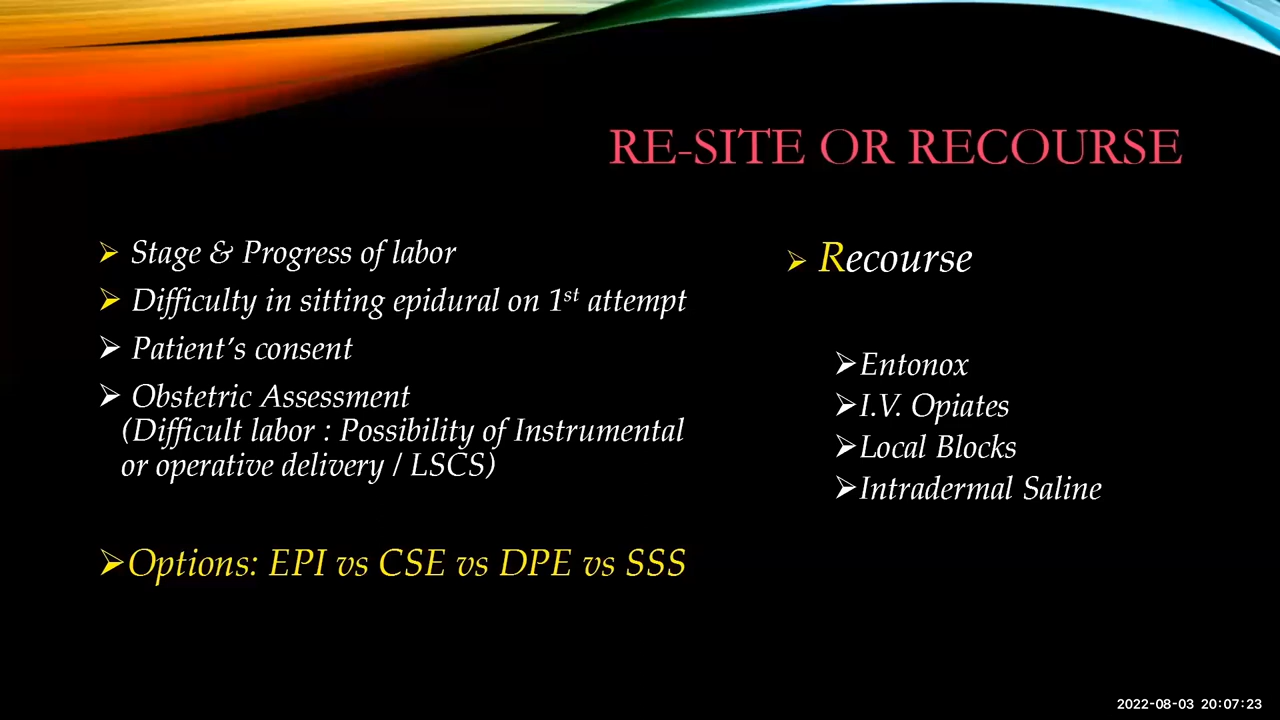 RE-SITE OR RECOURSE
Stage & Progress of labor
Difficulty in sitting epidural on 1st attempt
Patient's consent
Obstetric Assessment
(Difficult labor : Possibility of Instrumental
or operative delivery / LSCS)
Options: EPI vs CSE vs DPE vs SSS
Recourse
Entonox
I.V. Opiates
Local Blocks
Intradermal Saline
2022-08-03 20:07:23